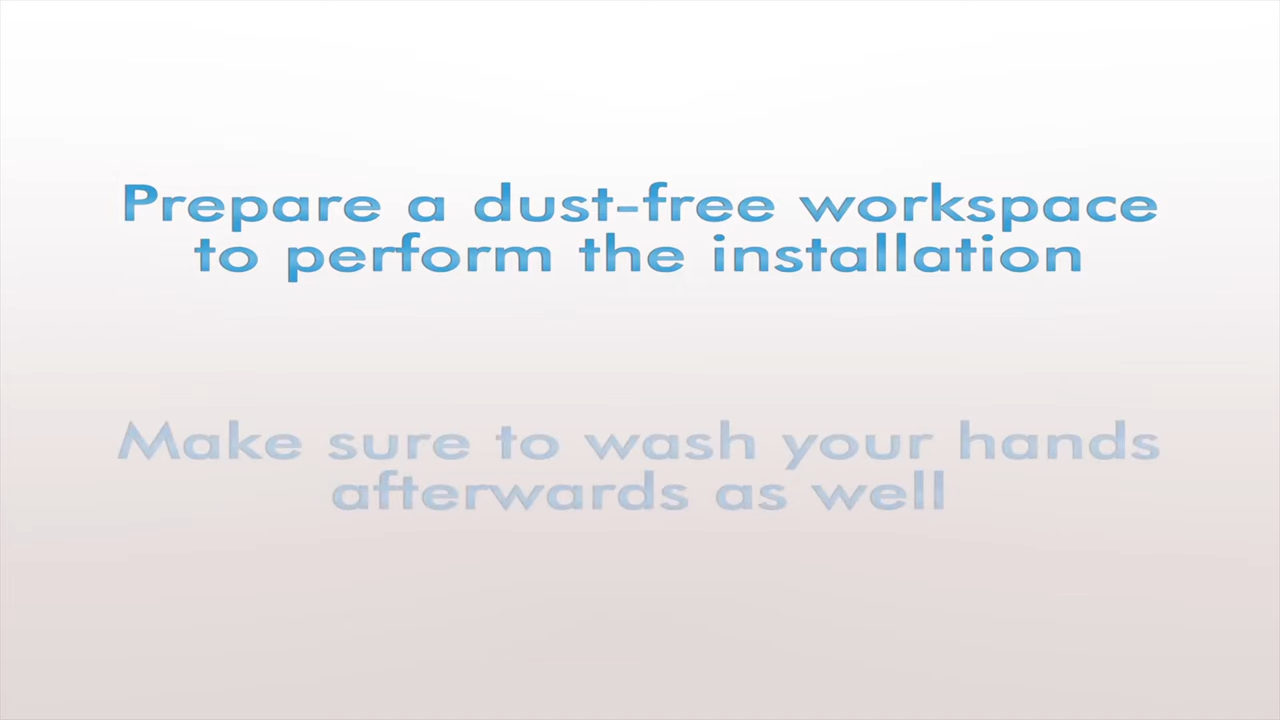 Prepare a dust-free workspace
to perform the installation
Make sure to wash your hands
afterwards as well